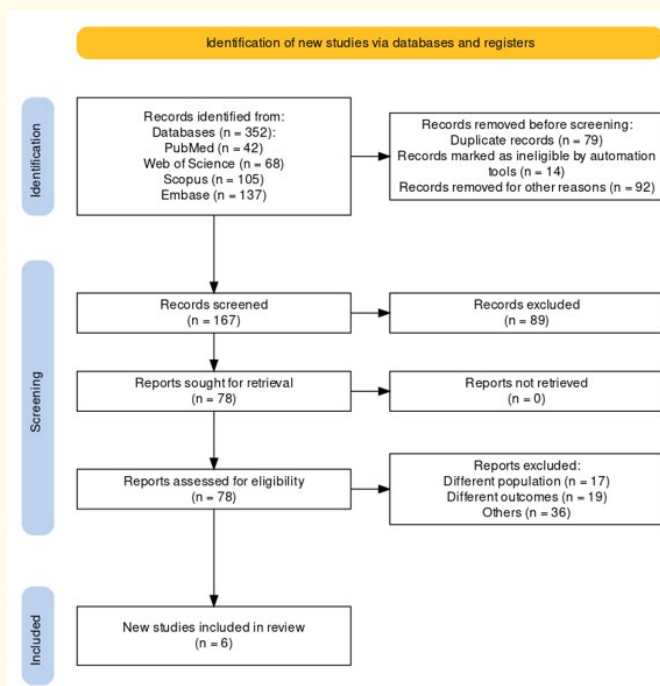 Identification of new studies via databases and registers
Identification
Records identified from:
Databases (n = 352):
PubMed (n = 42)
Web of Science (n = 68)
Scopus (n = 105)
Embase (n = 137)
Records removed before screening:
Duplicate records (n = 79)
Records marked as ineligible by automation
tools (n = 14)
Records removed for other reasons (n = 92)
Screening
Records screened
(n = 167)
Records excluded
(n = 89)
Reports sought for retrieval
(n = 78)
Reports not retrieved
(n = 0)
Reports assessed for eligibility
(n = 78)
Reports excluded:
Different population (n = 17)
Different outcomes (n = 19)
Others (n = 36)
Included
New studies included in review
(n = 6)